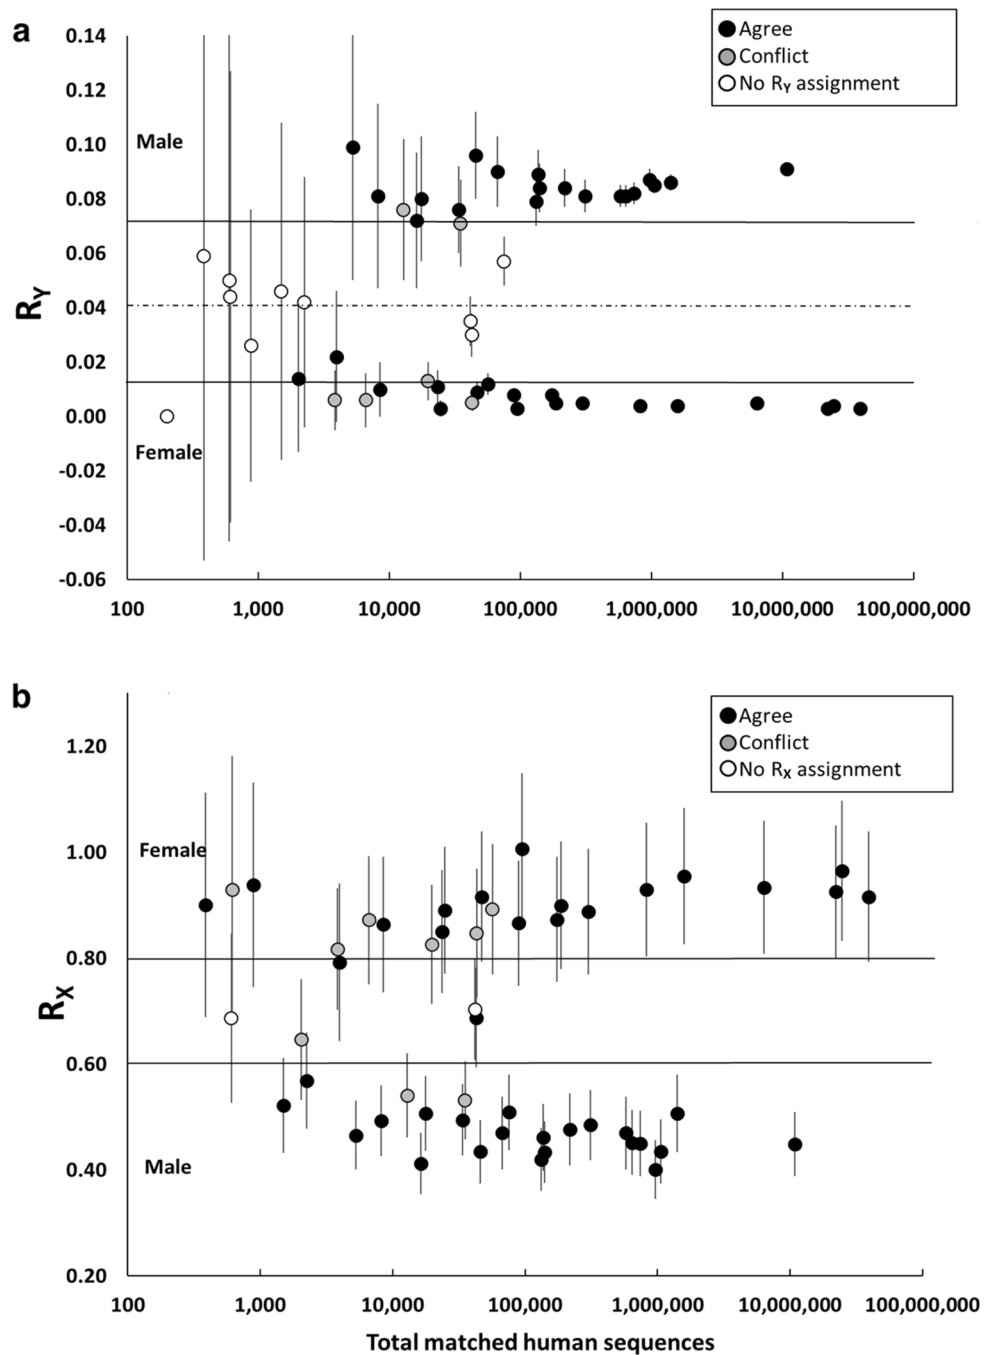 a
Agree
Conflict
No RY assignment
0.14
0.12
0.10
0.08
0.06
0.04
0.02
0.00
-0.02
-0.04
-0.06
RY
Male
Female
100 1,000 10,000 100,000 1,000,000 10,000,000 100,000,000
b
Agree
Conflict
No RX assignment
1.20
1.00
0.80
0.60
0.40
0.20
RX
Female
Male
100 1,000 10,000 100,000 1,000,000 10,000,000 100,000,000
Total matched human sequences